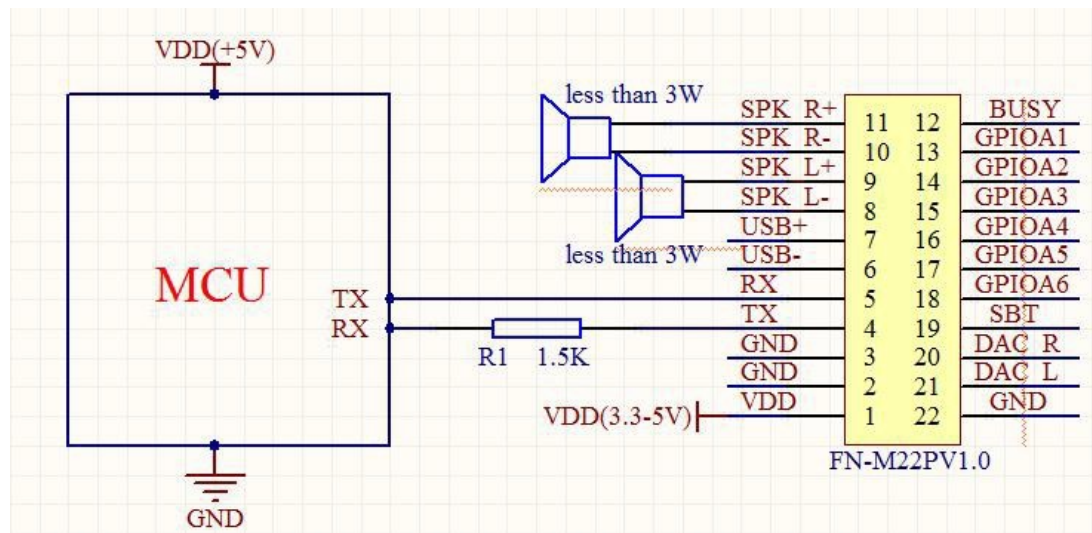 VDD(+5V)
MCU
TX
RX
GND
less than 3W
less than 3W
R1 1.5K
VDD(3.3-5V)
SPK R+ 11 12 BUSY
SPK R- 10 13 GPIOA1
SPK L+ 9 14 GPIOA2
SPK L- 8 15 GPIOA3
USB+ 7 16 GPIOA4
USB- 6 17 GPIOA5
RX 5 18 GPIOA6
TX 4 19 SBT
GND 3 20 DAC R
GND 2 21 DAC L
VDD 1 22 GND
FN-M22PV1.0